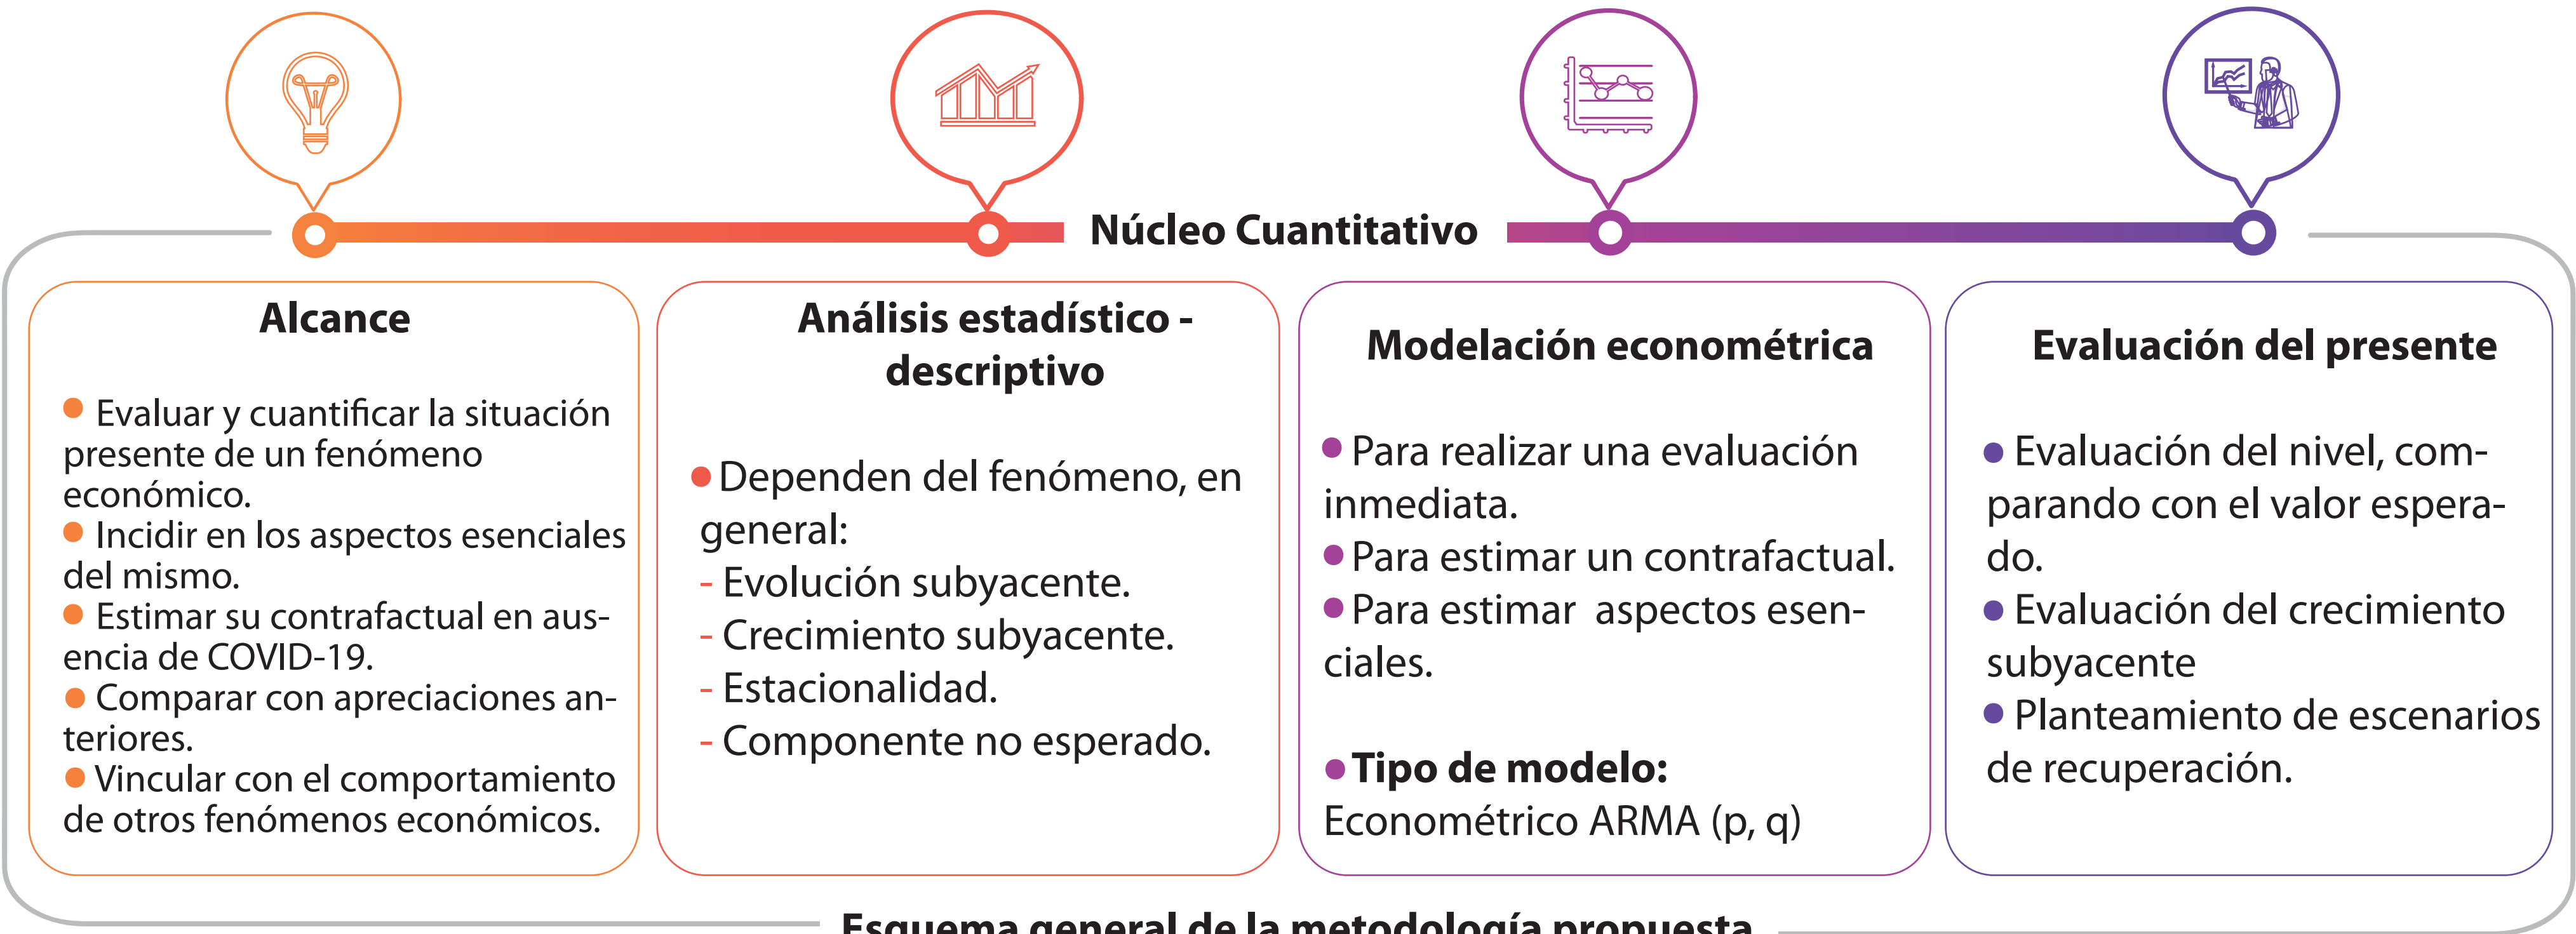 Núcleo Cuantitativo
Alcance
● Evaluar y cuantificar la situación
presente de un fenómeno
económico.
● Incidir en los aspectos esenciales
del mismo.
● Estimar su contrafactual en aus-
encia de COVID-19.
● Comparar con apreciaciones an-
teriores.
● Vincular con el comportamiento
de otros fenómenos económicos.
Análisis estadístico -
descriptivo
● Dependen del fenómeno, en
general:
- Evolución subyacente.
- Crecimiento subyacente.
- Estacionalidad.
- Componente no esperado.
Modelación econométrica
● Para realizar una evaluación
inmediata.
● Para estimar un contrafactual.
● Para estimar aspectos esen-
ciales.
● Tipo de modelo:
Econométrico ARMA (p, q)
Evaluación del presente
● Evaluación del nivel, com-
parando con el valor espera-
do.
● Evaluación del crecimiento
subyacente
● Planteamiento de escenarios
de recuperación.
Esquema general de la metodología propuesta